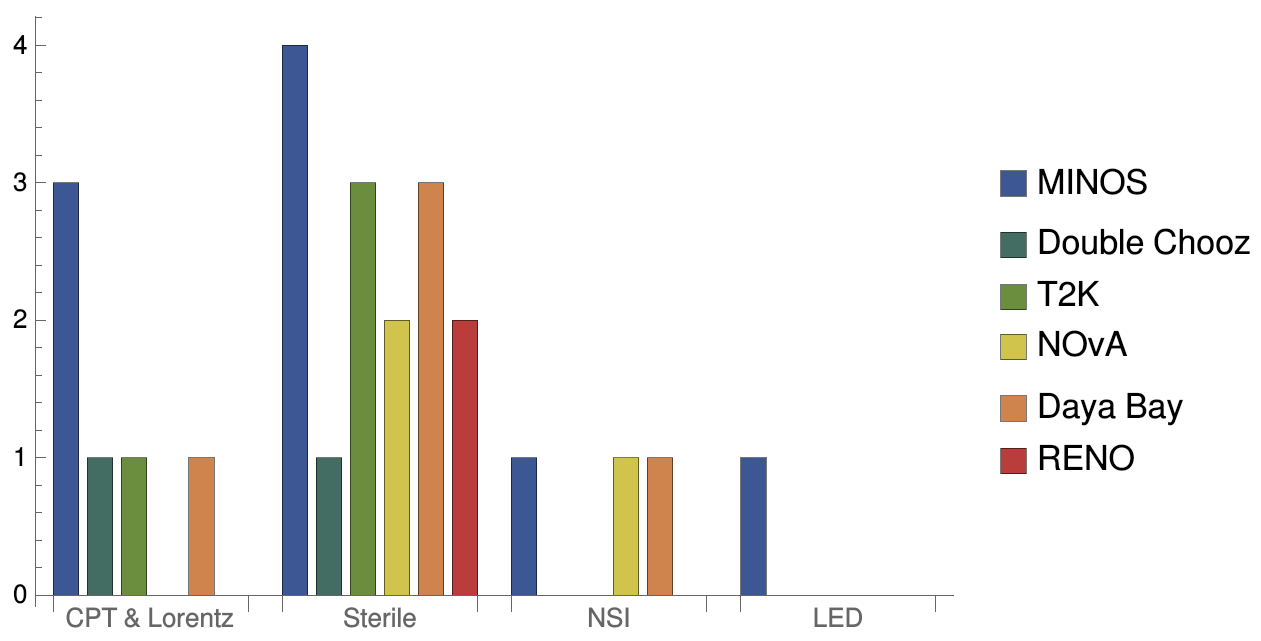 4
3
2
1
0
CPT & Lorentz
Sterile
NSI
LED
MINOS
Double Chooz
T2K
NOvA
Daya Bay
RENO